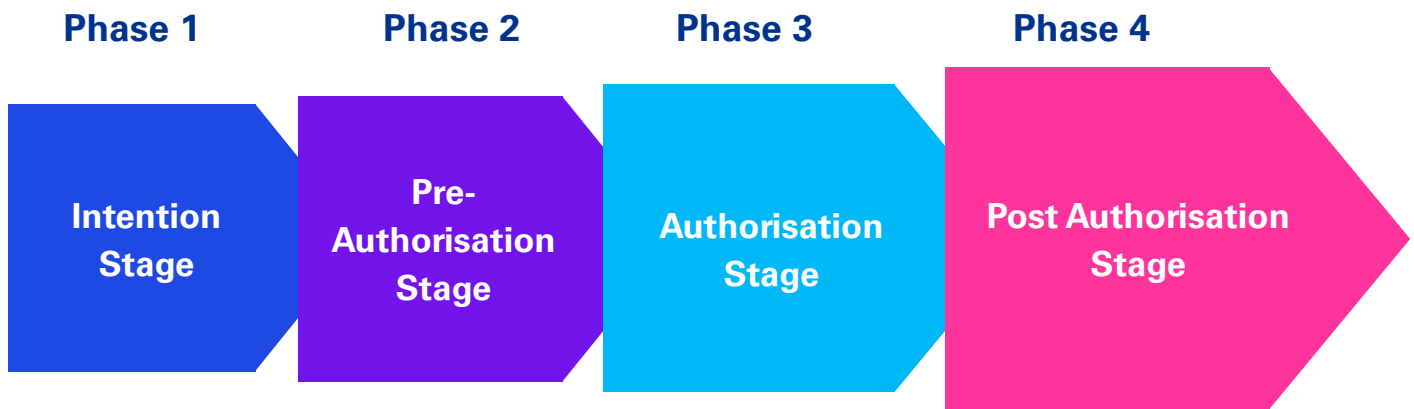 Phase 1
Phase 2
Phase 3
Phase 4
Intention
Stage
Pre-
Authorisation
Stage
Authorisation
Stage
Post Authorisation
Stage